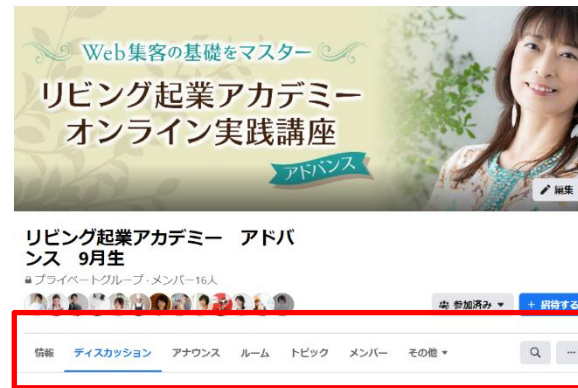 Web集客の基礎をマスター
リビング起業アカデミー
オンライン実践講座
アドバンス
編集
リビング起業アカデミー　アドバ
ンス　9月生
プライベートグループ · メンバー16人
参加済み
+ 招待する
情報 ディスカッション アナウンス ルーム トピック メンバー その他